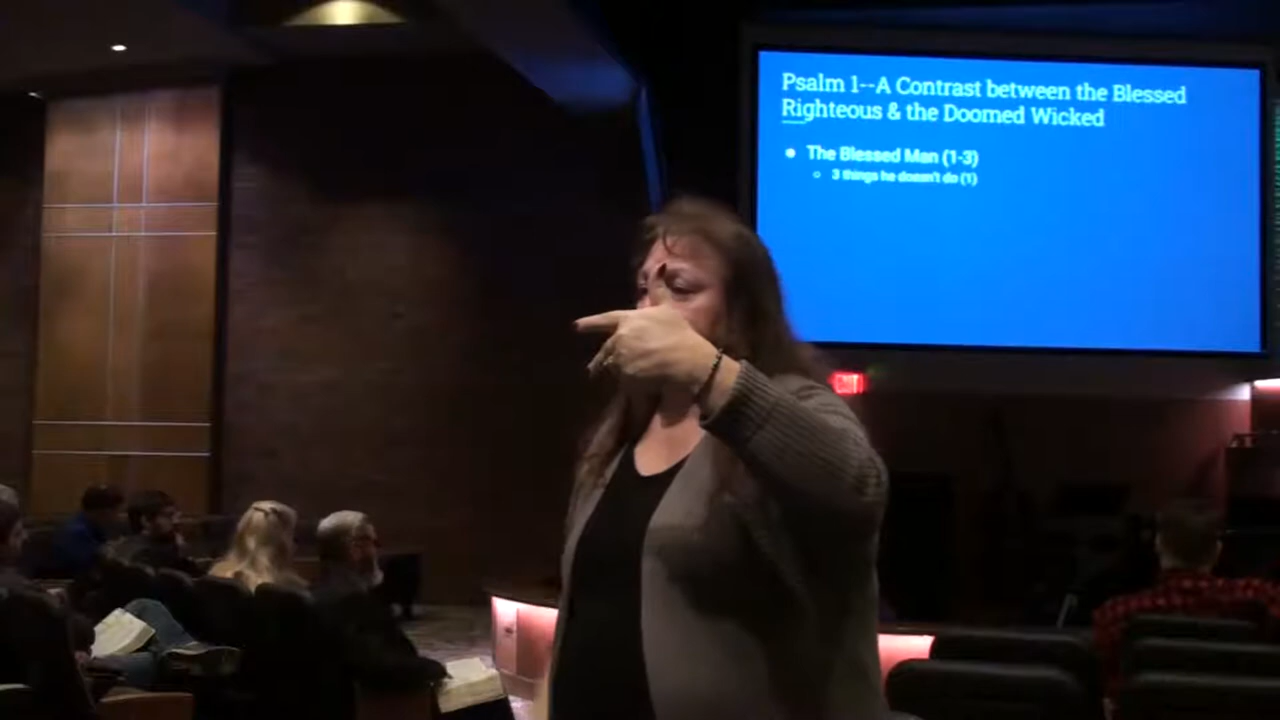 Psalm 1--A Contrast between the Blessed
Righteous & the Doomed Wicked
The Blessed Man (1-3)
3 things he doesn't do (1)